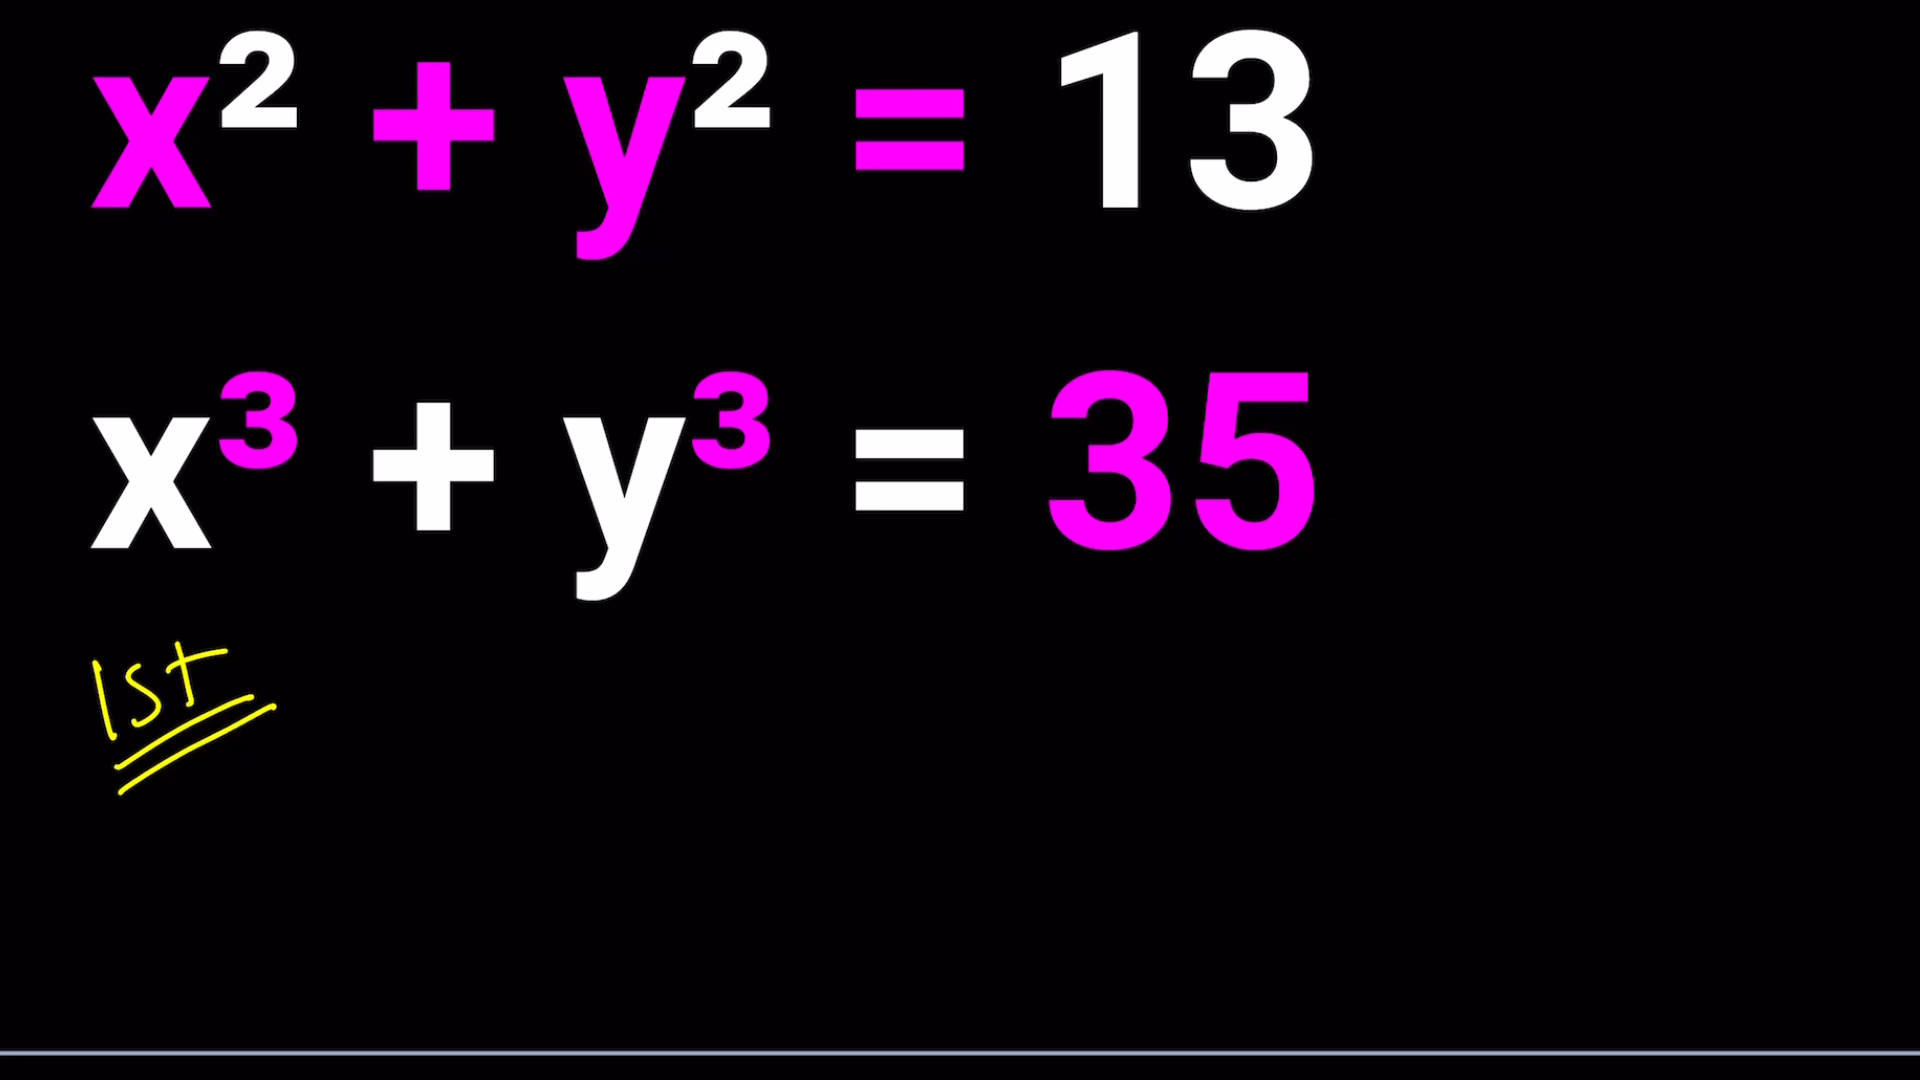 x² + y² = 13
x³ + y³ = 35
1st